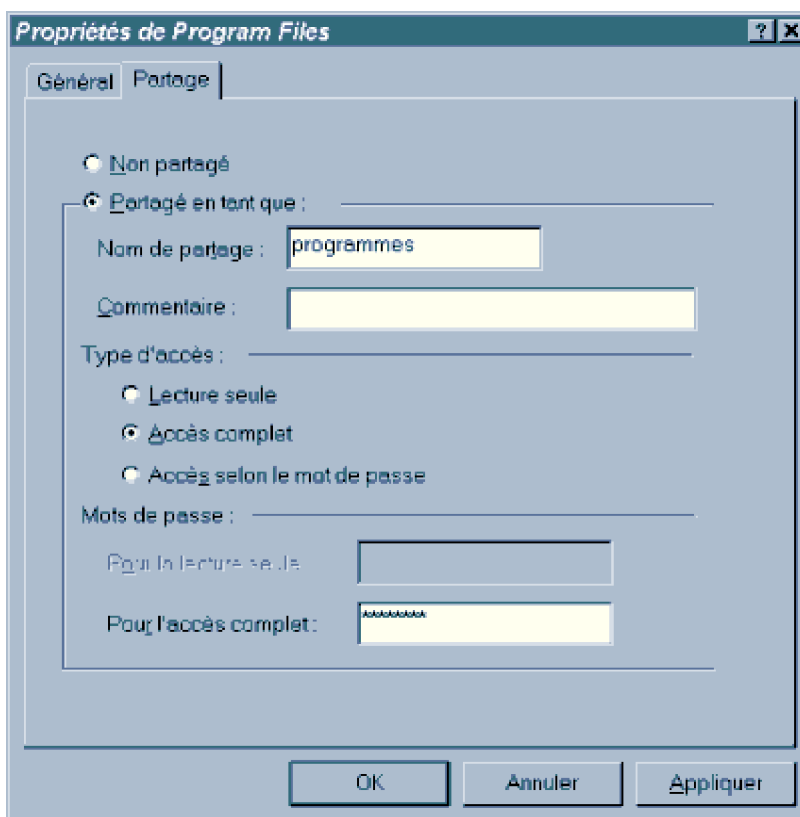 Propriétés de Program Files
Général Partage
Non partagé
Partagé en tant que :
Nom de partage : programmes
Commentaire :
Type d'accès :
Lecture seule
Accès complet
Accès selon le mot de passe
Mots de passe :
Pour la lecture seule
Pour l'accès complet : ********
OK Annuler Appliquer